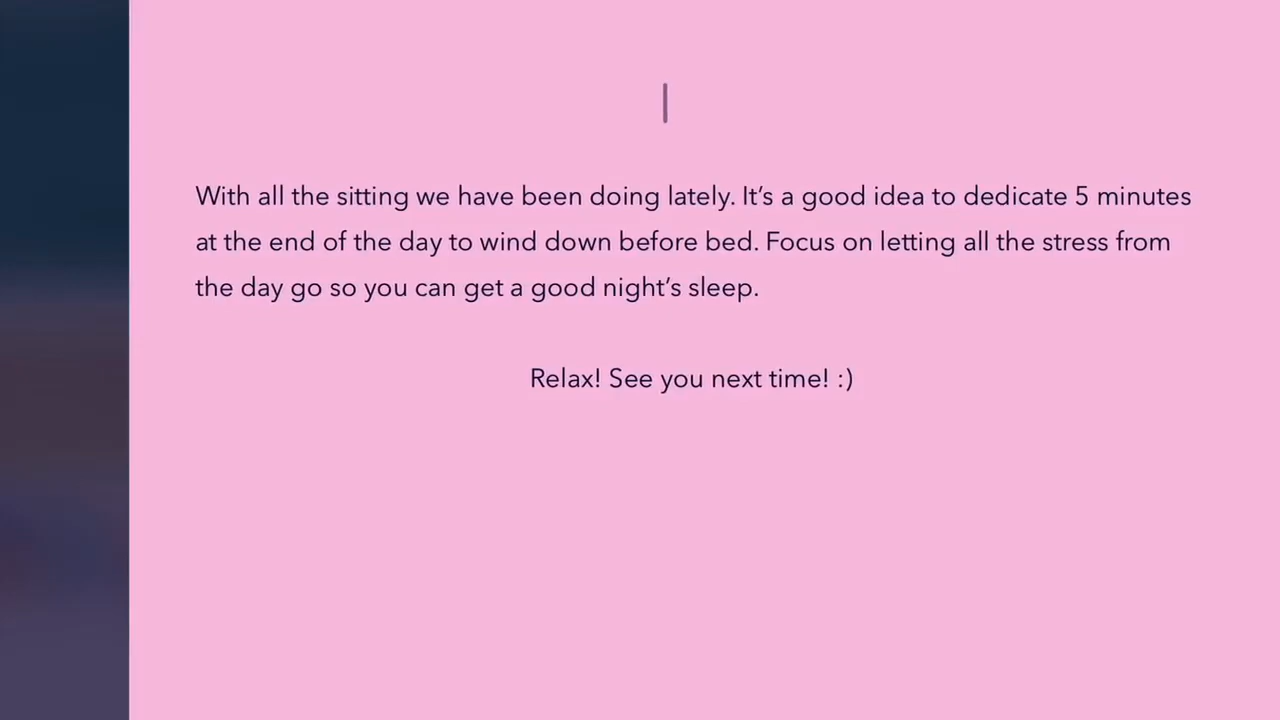 With all the sitting we have been doing lately. It’s a good idea to dedicate 5 minutes
at the end of the day to wind down before bed. Focus on letting all the stress from
the day go so you can get a good night’s sleep.
Relax! See you next time! :)